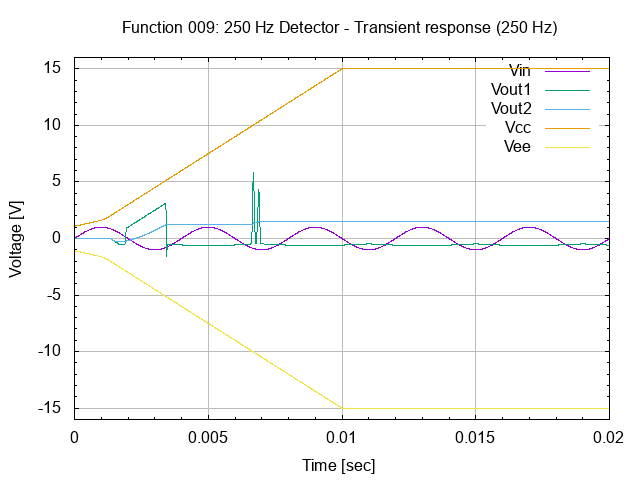 Function 009: 250 Hz Detector - Transient response (250 Hz)
Vin
Vout1
Vout2
Vcc
Vee
15
10
5
0
-5
-10
-15
Voltage [V]
0 0.005 0.01 0.015 0.02
Time [sec]